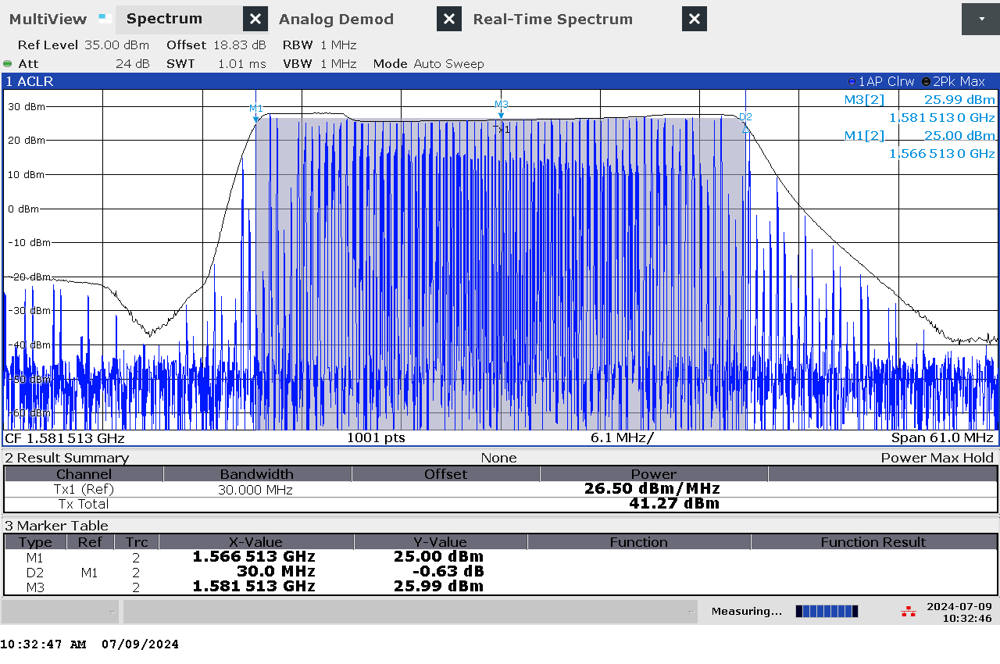 MultiView Spectrum Analog Demod Real-Time Spectrum
Ref Level 35.00 dBm Offset 18.83 dB RBW 1 MHz
Att 24 dB SWT 1.01 ms VBW 1 MHz Mode Auto Sweep
1 ACLR 1AP Clrw 2Pk Max
M3[2] 25.99 dBm
1.581 513 0 GHz
M1[2] 25.00 dBm
1.566 513 0 GHz
M1
M3
D2
Tx1
30 dBm
20 dBm
10 dBm
0 dBm
-10 dBm
-20 dBm
-30 dBm
-40 dBm
-50 dBm
-60 dBm
CF 1.581 513 GHz 1001 pts 6.1 MHz/ Span 61.0 MHz
2 Result Summary None Power Max Hold
Channel Bandwidth Offset Power
Tx1 (Ref) 30.000 MHz 26.50 dBm/MHz
Tx Total 41.27 dBm
3 Marker Table
Type Ref Trc X-Value Y-Value Function Function Result
M1 2 1.566 513 GHz 25.00 dBm
D2 M1 2 30.0 MHz -0.63 dB
M3 2 1.581 513 GHz 25.99 dBm
Measuring... 2024-07-09
10:32:46
10:32:47 AM 07/09/2024